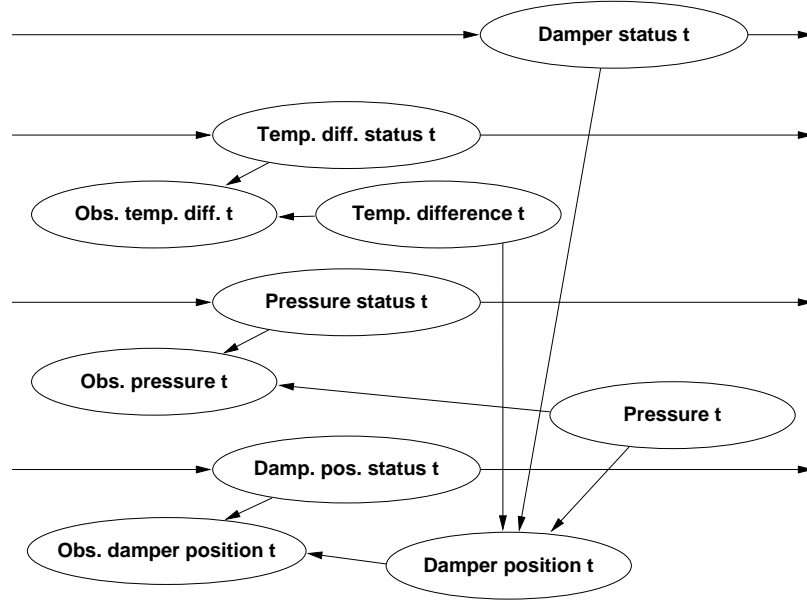 Damper status t
Temp. diff. status t
Obs. temp. diff. t
Temp. difference t
Pressure status t
Obs. pressure t
Pressure t
Damp. pos. status t
Obs. damper position t
Damper position t